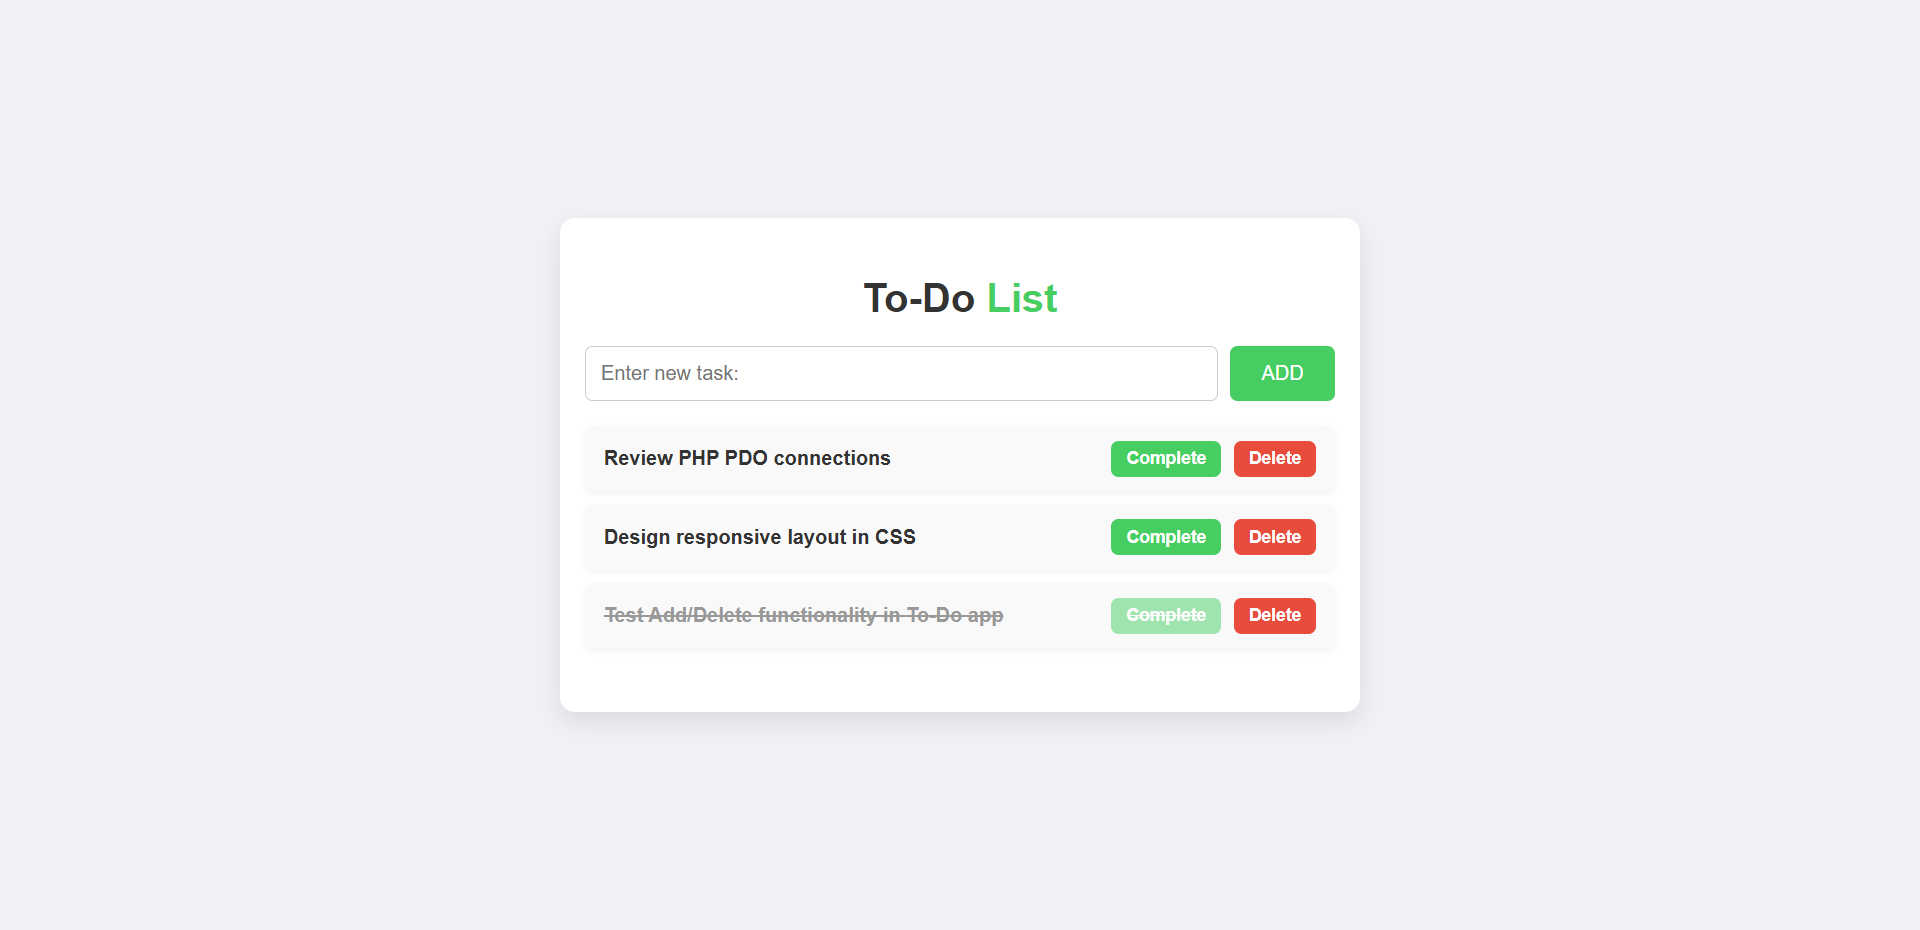 To-Do List
Enter new task: ADD
Review PHP PDO connections Complete Delete
Design responsive layout in CSS Complete Delete
Test Add/Delete functionality in To-Do app Complete Delete